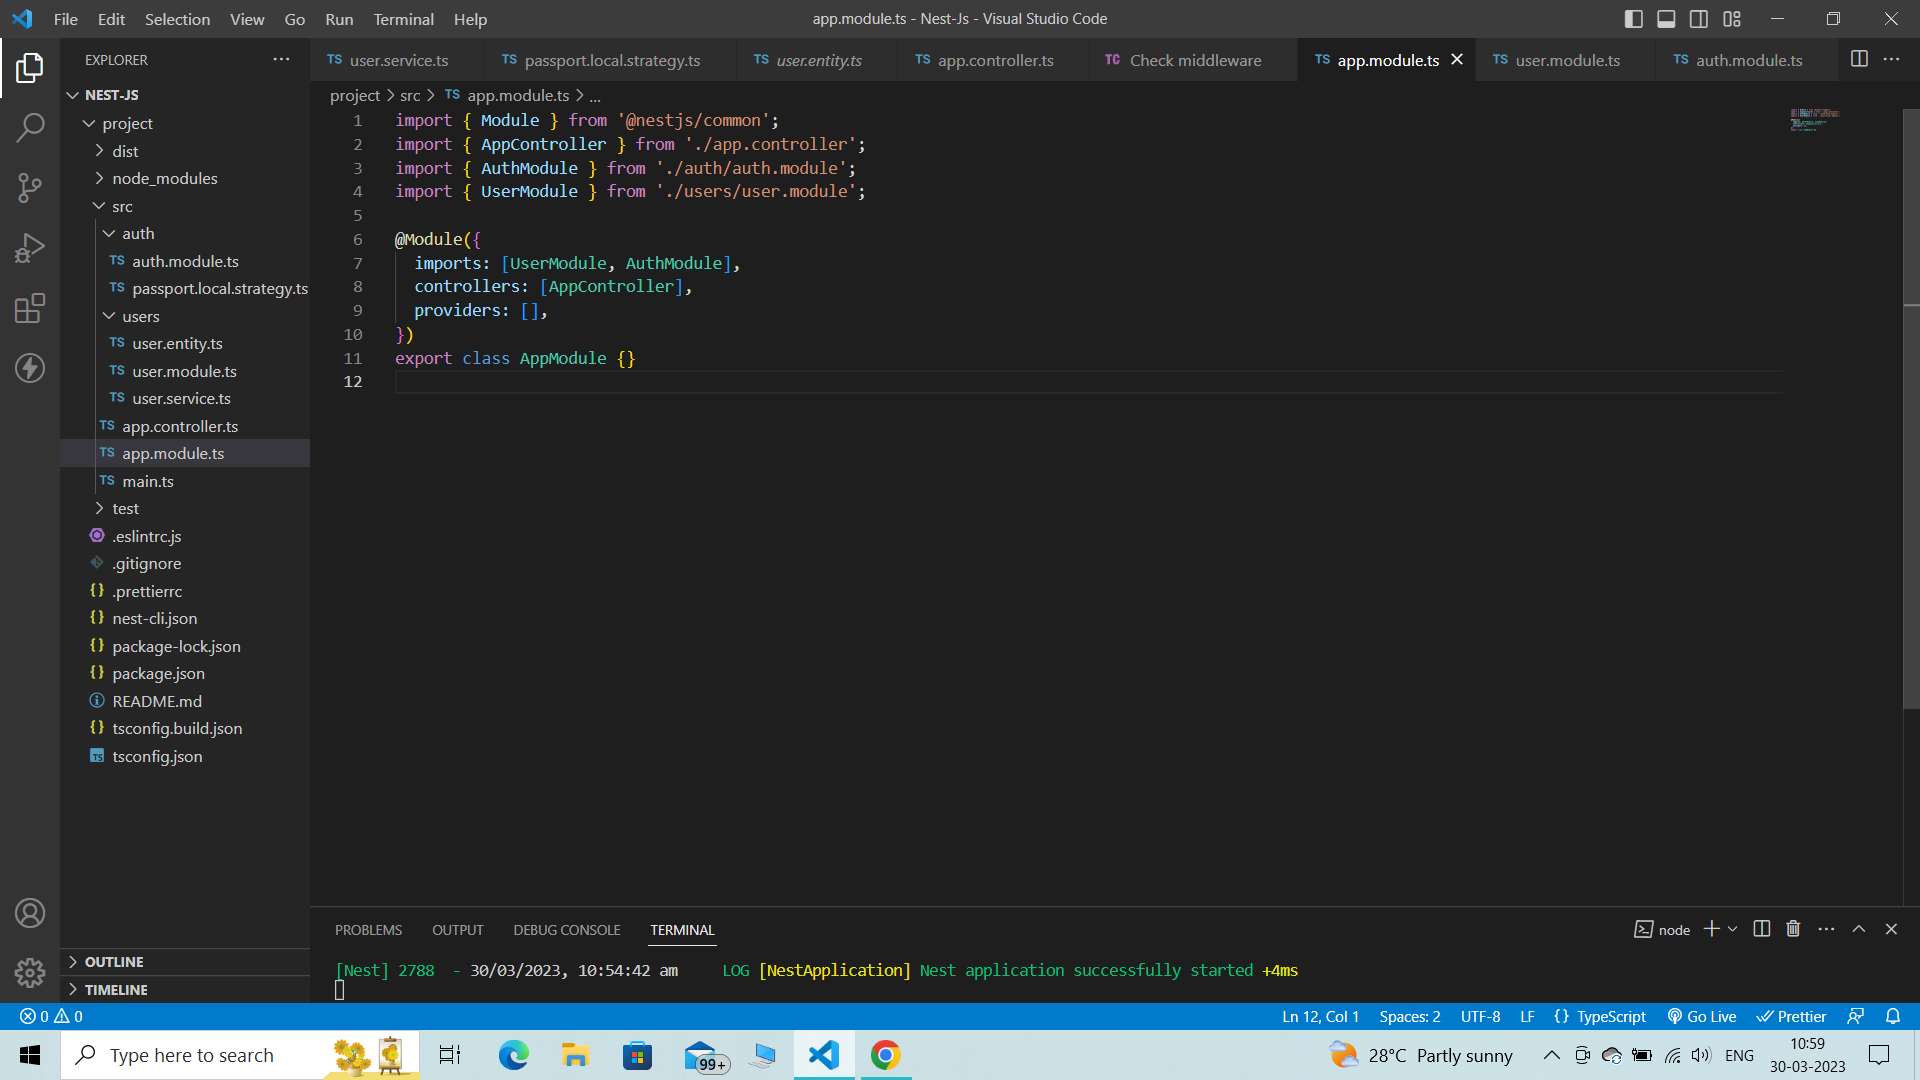 File Edit Selection View Go Run Terminal Help
app.module.ts - Nest-Js - Visual Studio Code
EXPLORER
NEST-JS
project
dist
node_modules
src
auth
TS auth.module.ts
TS passport.local.strategy.ts
users
TS user.entity.ts
TS user.module.ts
TS user.service.ts
TS app.controller.ts
TS app.module.ts
TS main.ts
test
.eslintrc.js
.gitignore
{} .prettierrc
{} nest-cli.json
{} package-lock.json
{} package.json
README.md
{} tsconfig.build.json
TS tsconfig.json
OUTLINE
TIMELINE
TS user.service.ts TS passport.local.strategy.ts TS user.entity.ts TS app.controller.ts TC Check middleware TS app.module.ts TS user.module.ts TS auth.module.ts
project > src > TS app.module.ts > ...
1 import { Module } from '@nestjs/common';
2 import { AppController } from './app.controller';
3 import { AuthModule } from './auth/auth.module';
4 import { UserModule } from './users/user.module';
5
6 @Module({
7 imports: [UserModule, AuthModule],
8 controllers: [AppController],
9 providers: [],
10 })
11 export class AppModule {}
12
PROBLEMS OUTPUT DEBUG CONSOLE TERMINAL
node
[Nest] 2788 - 30/03/2023, 10:54:42 am LOG [NestApplication] Nest application successfully started +4ms
0 0
Ln 12, Col 1 Spaces: 2 UTF-8 LF {} TypeScript Go Live Prettier
Type here to search
99+
28°C Partly sunny
ENG
10:59
30-03-2023